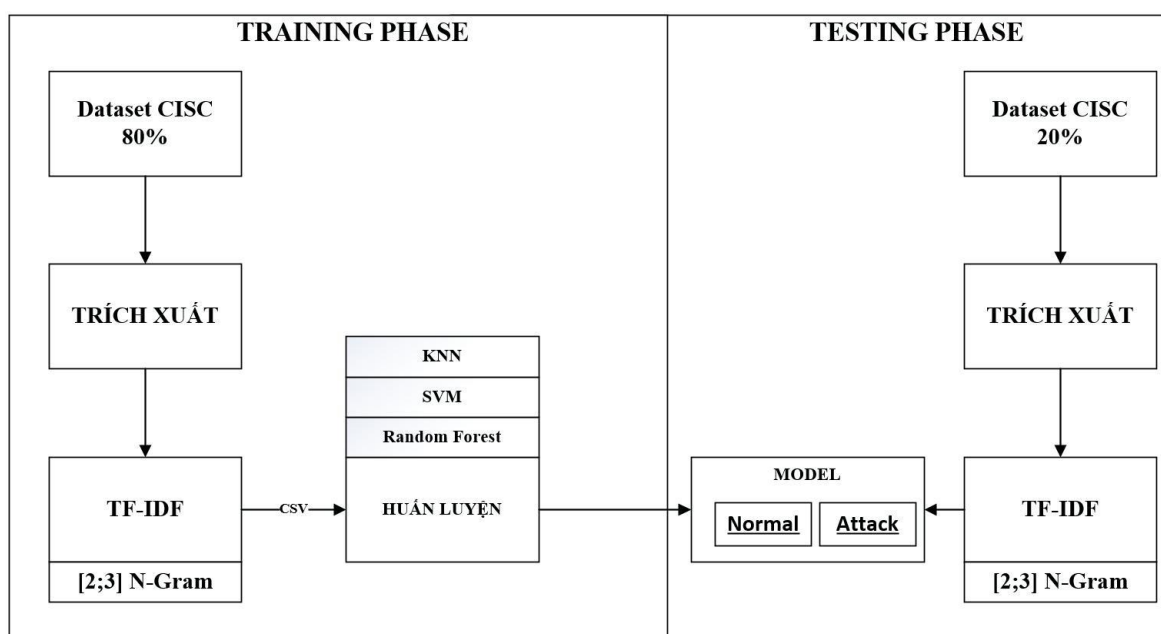 TRAINING PHASE
Dataset CISC
80%
TRÍCH XUẤT
TF-IDF
[2;3] N-Gram
CSV
KNN
SVM
Random Forest
HUẤN LUYỆN
TESTING PHASE
Dataset CISC
20%
TRÍCH XUẤT
TF-IDF
[2;3] N-Gram
MODEL
Normal
Attack